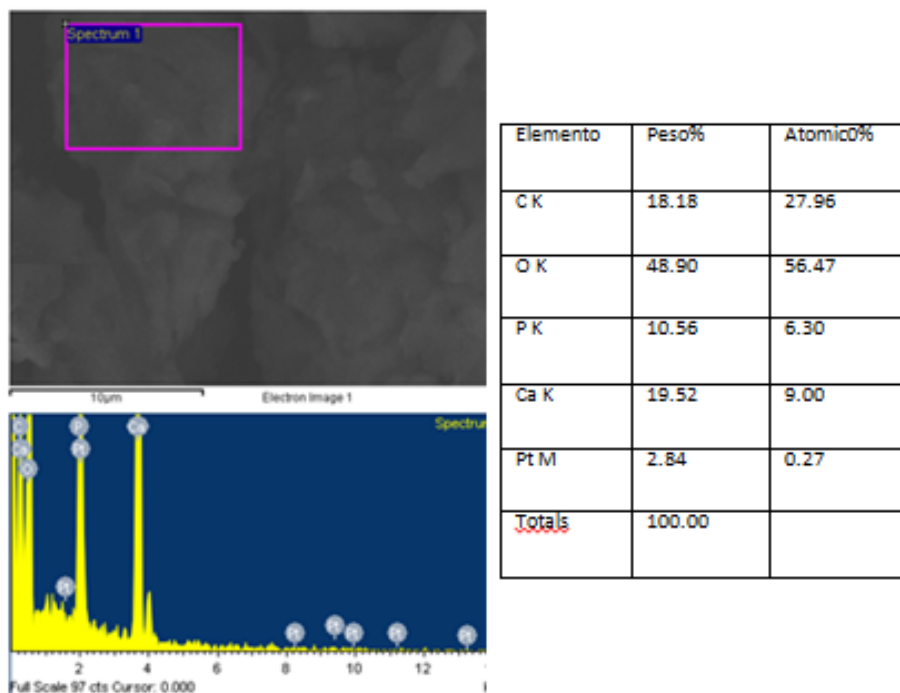 Spectrum 1
10µm Electron Image 1
Spectru
C P Ca
Ca Pt
O
Pt
Pt Pt Pt Pt Pt
2 4 6 8 10 12
Full Scale 97 cts Cursor: 0.000
Elemento Peso% Atomic0%
C K 18.18 27.96
O K 48.90 56.47
P K 10.56 6.30
Ca K 19.52 9.00
Pt M 2.84 0.27
Totals 100.00